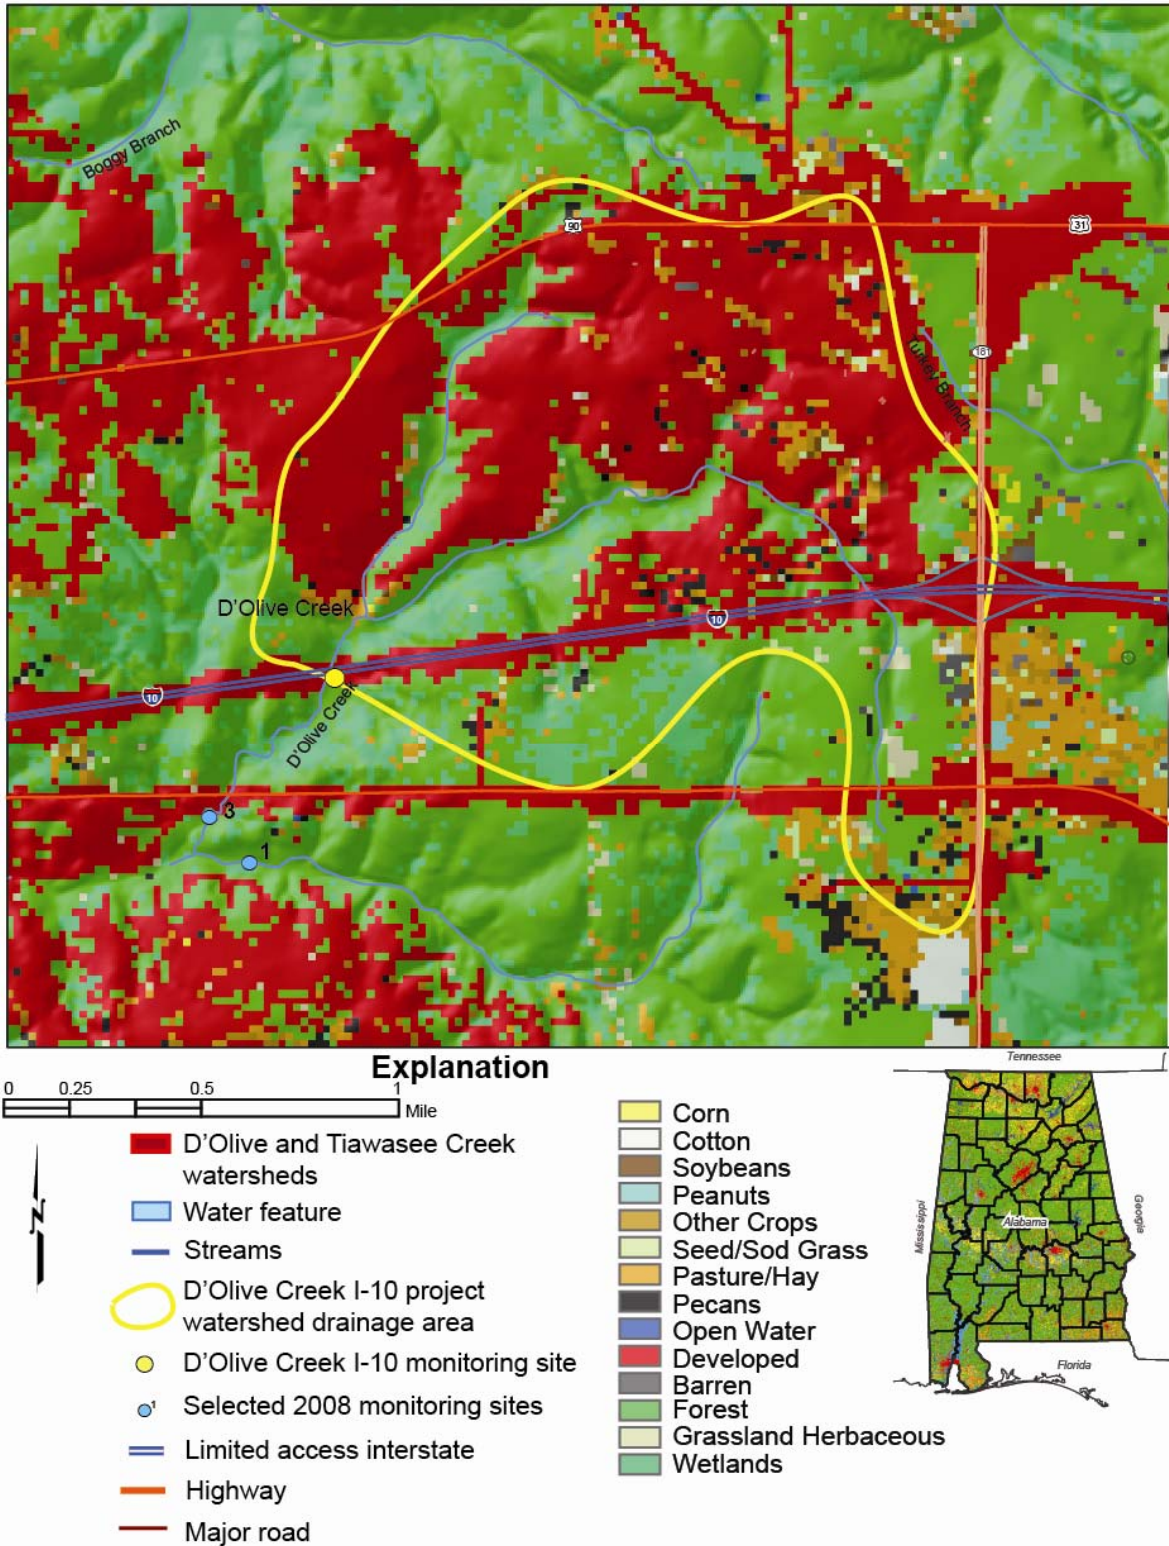 Boggy Branch
90
31
181
Turkey Branch
D'Olive Creek
10
10
D'Olive Creek
3
1
Explanation
0 0.25 0.5 1
Mile
N
D'Olive and Tiawasee Creek
watersheds
Water feature
Streams
D'Olive Creek I-10 project
watershed drainage area
D'Olive Creek I-10 monitoring site
1
Selected 2008 monitoring sites
Limited access interstate
Highway
Major road
Corn
Cotton
Soybeans
Peanuts
Other Crops
Seed/Sod Grass
Pasture/Hay
Pecans
Open Water
Developed
Barren
Forest
Grassland Herbaceous
Wetlands
Tennessee
Mississippi
Alabama
Georgia
Florida